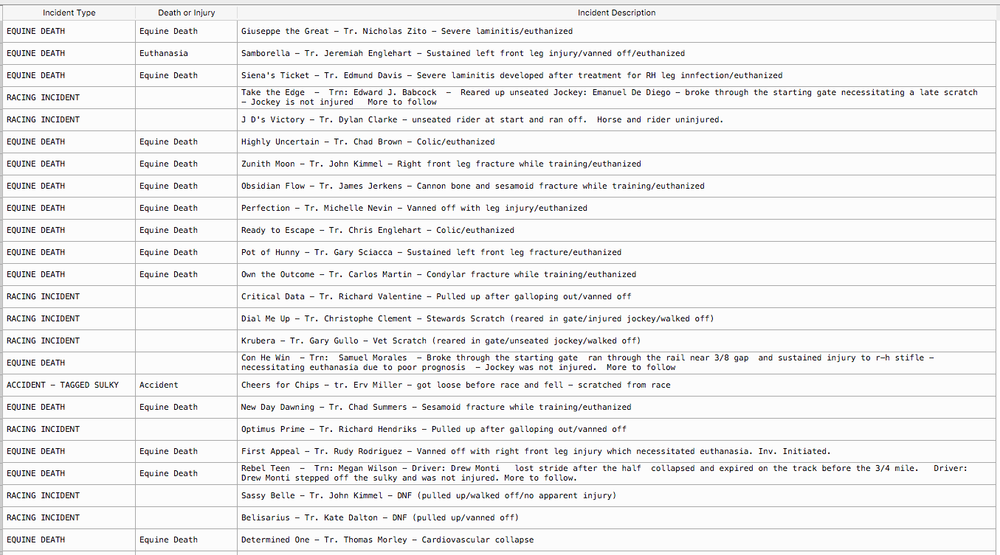 Incident Type Death or Injury Incident Description
EQUINE DEATH Equine Death Giuseppe the Great – Tr. Nicholas Zito – Severe laminitis/euthanized
EQUINE DEATH Euthanasia Samborella – Tr. Jeremiah Englehart – Sustained left front leg injury/vanned off/euthanized
EQUINE DEATH Equine Death Siena's Ticket – Tr. Edmund Davis – Severe laminitis developed after treatment for RH leg innfection/euthanized
RACING INCIDENT Take the Edge – Trn: Edward J. Babcock – Reared up unseated Jockey: Emanuel De Diego – broke through the starting gate necessitating a late scratch
– Jockey is not injured More to follow
RACING INCIDENT J D's Victory – Tr. Dylan Clarke – unseated rider at start and ran off. Horse and rider uninjured.
EQUINE DEATH Equine Death Highly Uncertain – Tr. Chad Brown – Colic/euthanized
EQUINE DEATH Equine Death Zunith Moon – Tr. John Kimmel – Right front leg fracture while training/euthanized
EQUINE DEATH Equine Death Obsidian Flow – Tr. James Jerkens – Cannon bone and sesamoid fracture while training/euthanized
EQUINE DEATH Equine Death Perfection – Tr. Michelle Nevin – Vanned off with leg injury/euthanized
EQUINE DEATH Equine Death Ready to Escape – Tr. Chris Englehart – Colic/euthanized
EQUINE DEATH Equine Death Pot of Hunny – Tr. Gary Sciacca – Sustained left front leg fracture/euthanized
EQUINE DEATH Equine Death Own the Outcome – Tr. Carlos Martin – Condylar fracture while training/euthanized
RACING INCIDENT Critical Data – Tr. Richard Valentine – Pulled up after galloping out/vanned off
RACING INCIDENT Dial Me Up – Tr. Christophe Clement – Stewards Scratch (reared in gate/injured jockey/walked off)
RACING INCIDENT Krubera – Tr. Gary Gullo – Vet Scratch (reared in gate/unseated jockey/walked off)
EQUINE DEATH Con He Win – Trn: Samuel Morales – Broke through the starting gate ran through the rail near 3/8 gap and sustained injury to r–h stifle –
necessitating euthanasia due to poor prognosis – Jockey was not injured. More to follow
ACCIDENT – TAGGED SULKY Accident Cheers for Chips – tr. Erv Miller – got loose before race and fell – scratched from race
EQUINE DEATH Equine Death New Day Dawning – Tr. Chad Summers – Sesamoid fracture while training/euthanized
RACING INCIDENT Optimus Prime – Tr. Richard Hendriks – Pulled up after galloping out/vanned off
EQUINE DEATH Equine Death First Appeal – Tr. Rudy Rodriguez – Vanned off with right front leg injury which necessitated euthanasia. Inv. Initiated.
EQUINE DEATH Equine Death Rebel Teen – Trn: Megan Wilson – Driver: Drew Monti lost stride after the half collapsed and expired on the track before the 3/4 mile. Driver:
Drew Monti stepped off the sulky and was not injured. More to follow.
RACING INCIDENT Sassy Belle – Tr. John Kimmel – DNF (pulled up/walked off/no apparent injury)
RACING INCIDENT Belisarius – Tr. Kate Dalton – DNF (pulled up/vanned off)
EQUINE DEATH Equine Death Determined One – Tr. Thomas Morley – Cardiovascular collapse